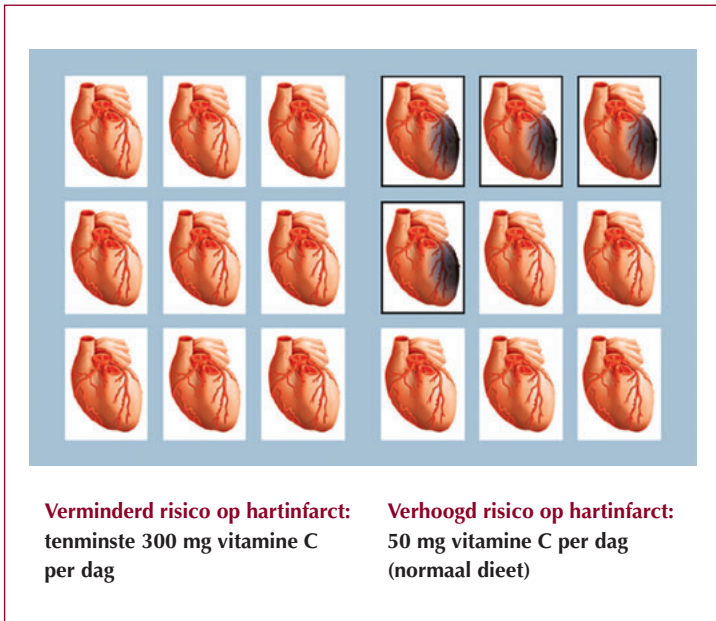 Verminderd risico op hartinfarct:
tenminste 300 mg vitamine C
per dag
Verhoogd risico op hartinfarct:
50 mg vitamine C per dag
(normaal dieet)